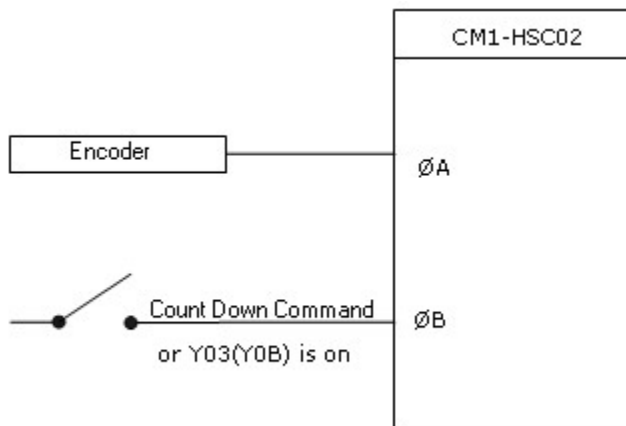 CM1-HSC02
Encoder
ØA
Count Down Command
ØB
or Y03(Y0B) is on